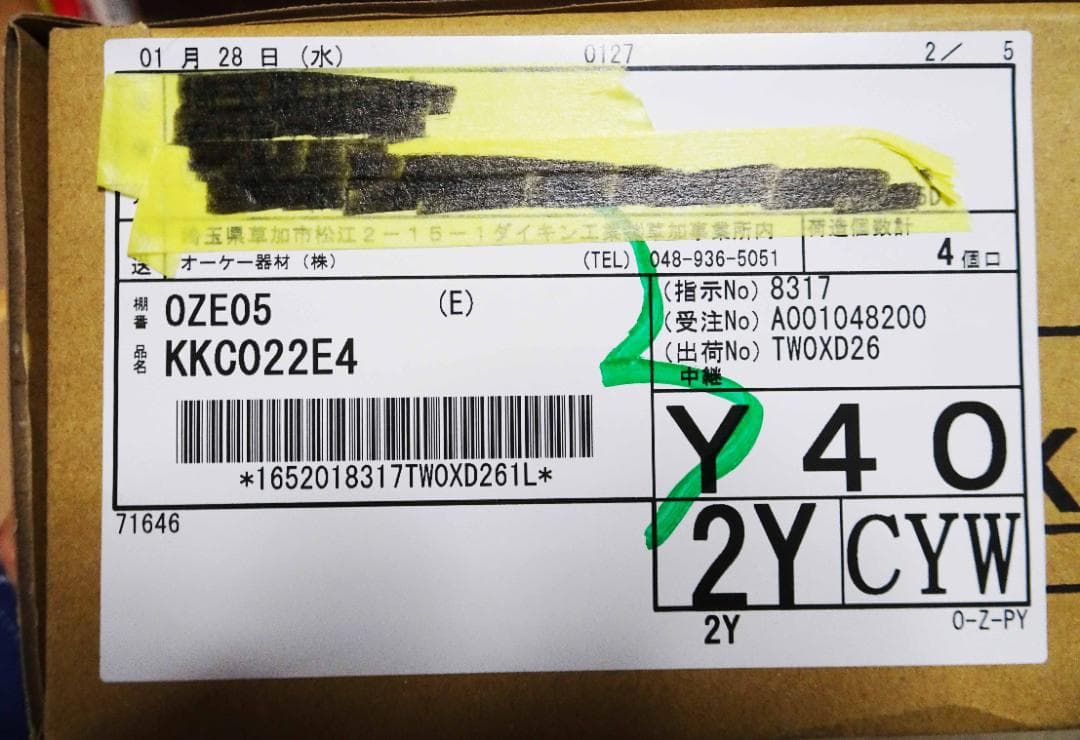 01 月 28 日 (水) 0127 2/ 5
埼玉県草加市松江2-15-1ダイキン工業㈱草加事業所内 荷造個数計
送 オーケー器材(株) (TEL) 048-936-5051 4 個口
棚番 0ZE05 (E)
品名 KKC022E4
(指示No) 8317
(受注No) A001048200
(出荷No) TW0XD26
中継
Y 4 0
*1652018317TW0XD261L*
2Y CYW
71646
2Y
0-Z-PY